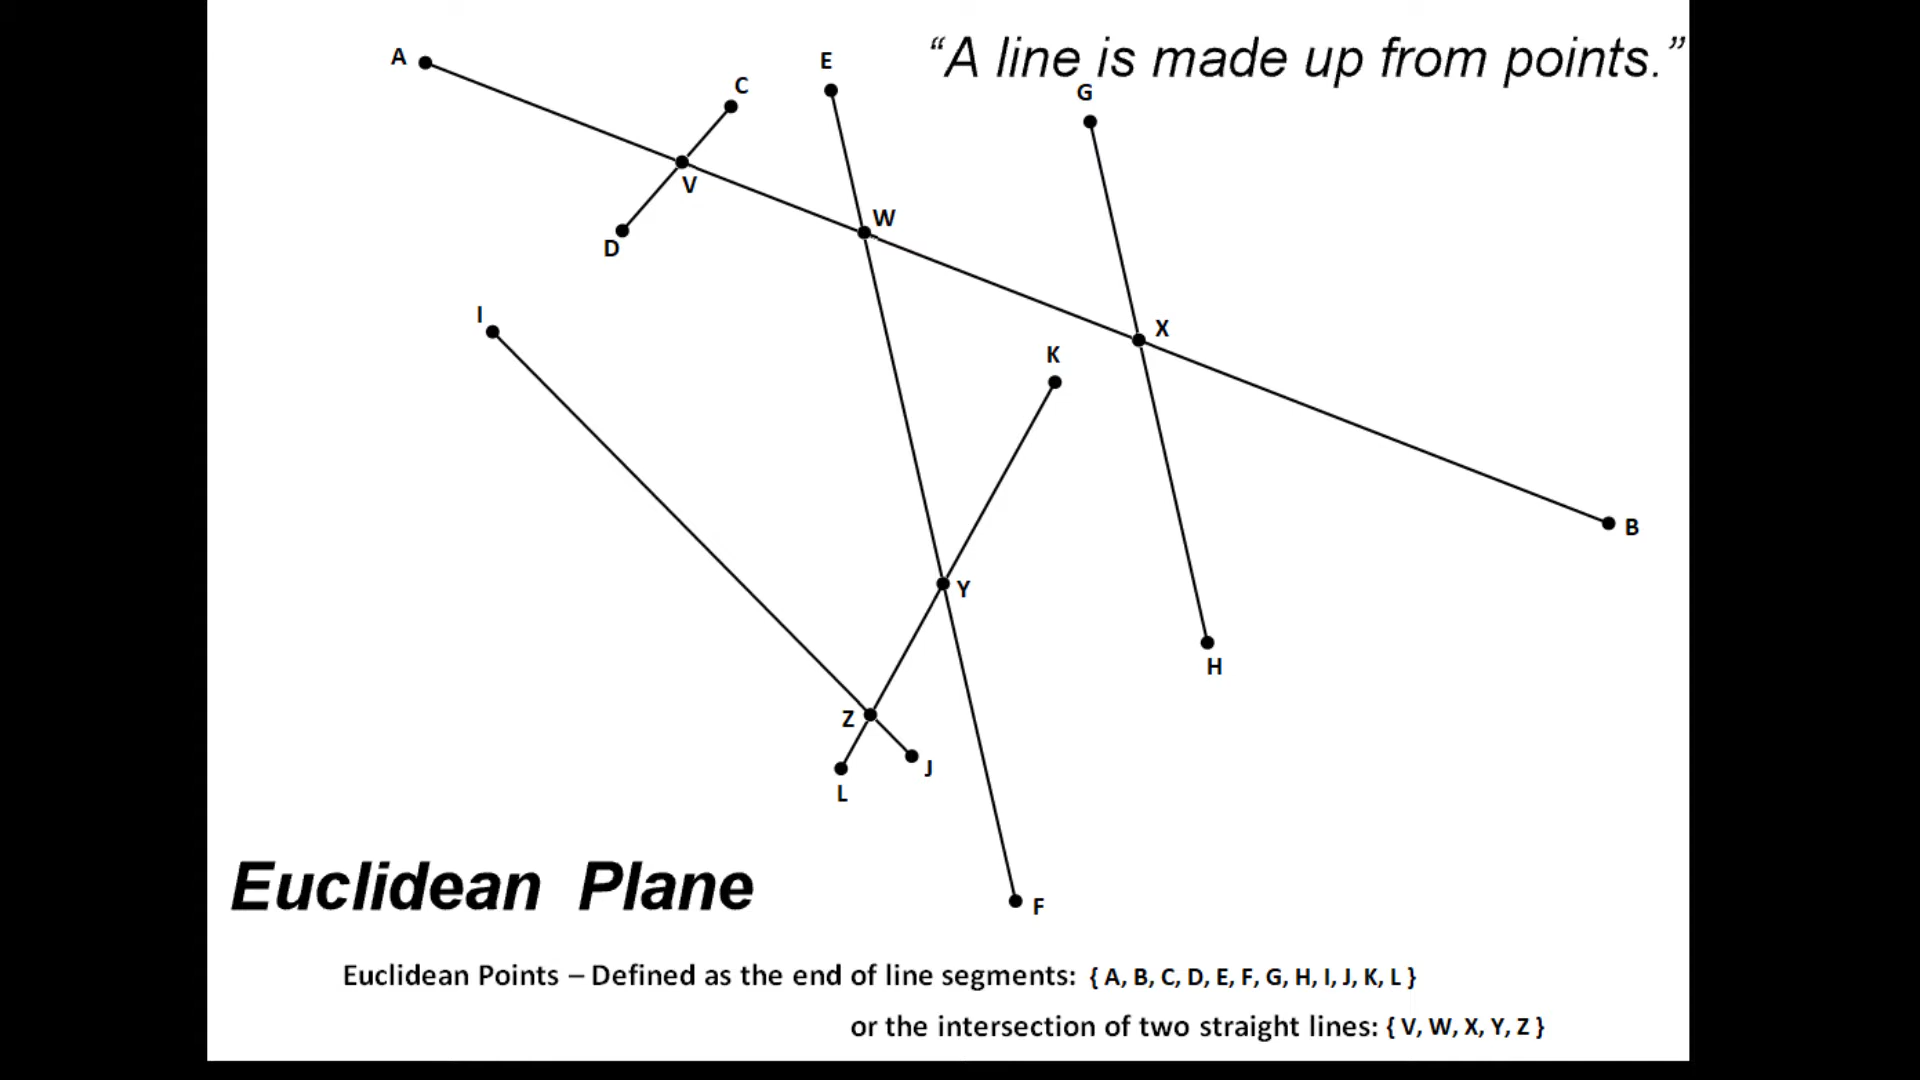 “A line is made up from points.”
A
E
C
G
V
W
D
I
X
K
B
Y
H
Z
J
L
Euclidean Plane
F
Euclidean Points – Defined as the end of line segments: { A, B, C, D, E, F, G, H, I, J, K, L }
or the intersection of two straight lines: { V, W, X, Y, Z }